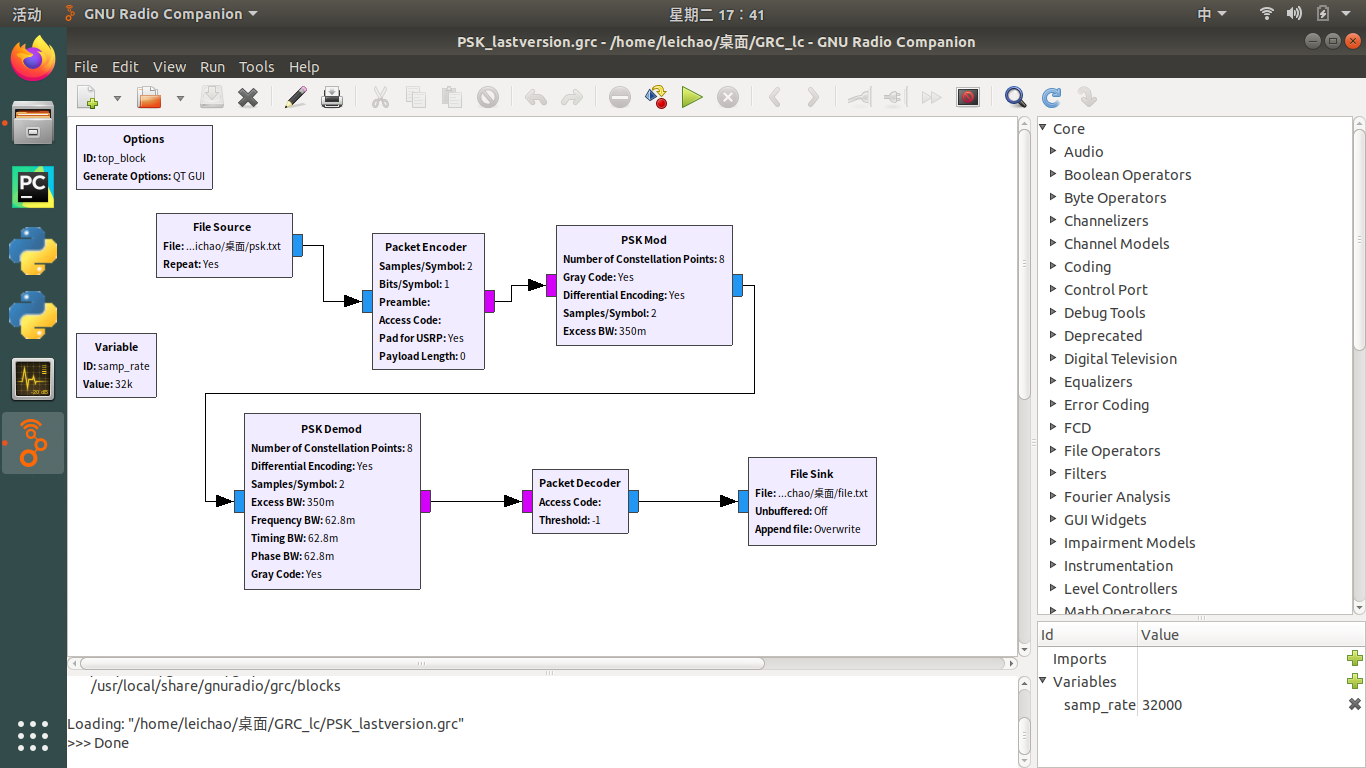 活动 GNU Radio Companion 星期二 17：41 中
PSK_lastversion.grc - /home/leichao/桌面/GRC_lc - GNU Radio Companion
File Edit View Run Tools Help
Options
ID: top_block
Generate Options: QT GUI
File Source
File: ...ichao/桌面/psk.txt
Repeat: Yes
Packet Encoder
Samples/Symbol: 2
Bits/Symbol: 1
Preamble:
Access Code:
Pad for USRP: Yes
Payload Length: 0
PSK Mod
Number of Constellation Points: 8
Gray Code: Yes
Differential Encoding: Yes
Samples/Symbol: 2
Excess BW: 350m
Variable
ID: samp_rate
Value: 32k
PSK Demod
Number of Constellation Points: 8
Differential Encoding: Yes
Samples/Symbol: 2
Excess BW: 350m
Frequency BW: 62.8m
Timing BW: 62.8m
Phase BW: 62.8m
Gray Code: Yes
Packet Decoder
Access Code:
Threshold: -1
File Sink
File: ...chao/桌面/file.txt
Unbuffered: Off
Append file: Overwrite
Core
Audio
Boolean Operators
Byte Operators
Channelizers
Channel Models
Coding
Control Port
Debug Tools
Deprecated
Digital Television
Equalizers
Error Coding
FCD
File Operators
Filters
Fourier Analysis
GUI Widgets
Impairment Models
Instrumentation
Level Controllers
Math Operators
Id Value
Imports
Variables
samp_rate 32000
/usr/local/share/gnuradio/grc/blocks
Loading: "/home/leichao/桌面/GRC_lc/PSK_lastversion.grc"
>>> Done
PC